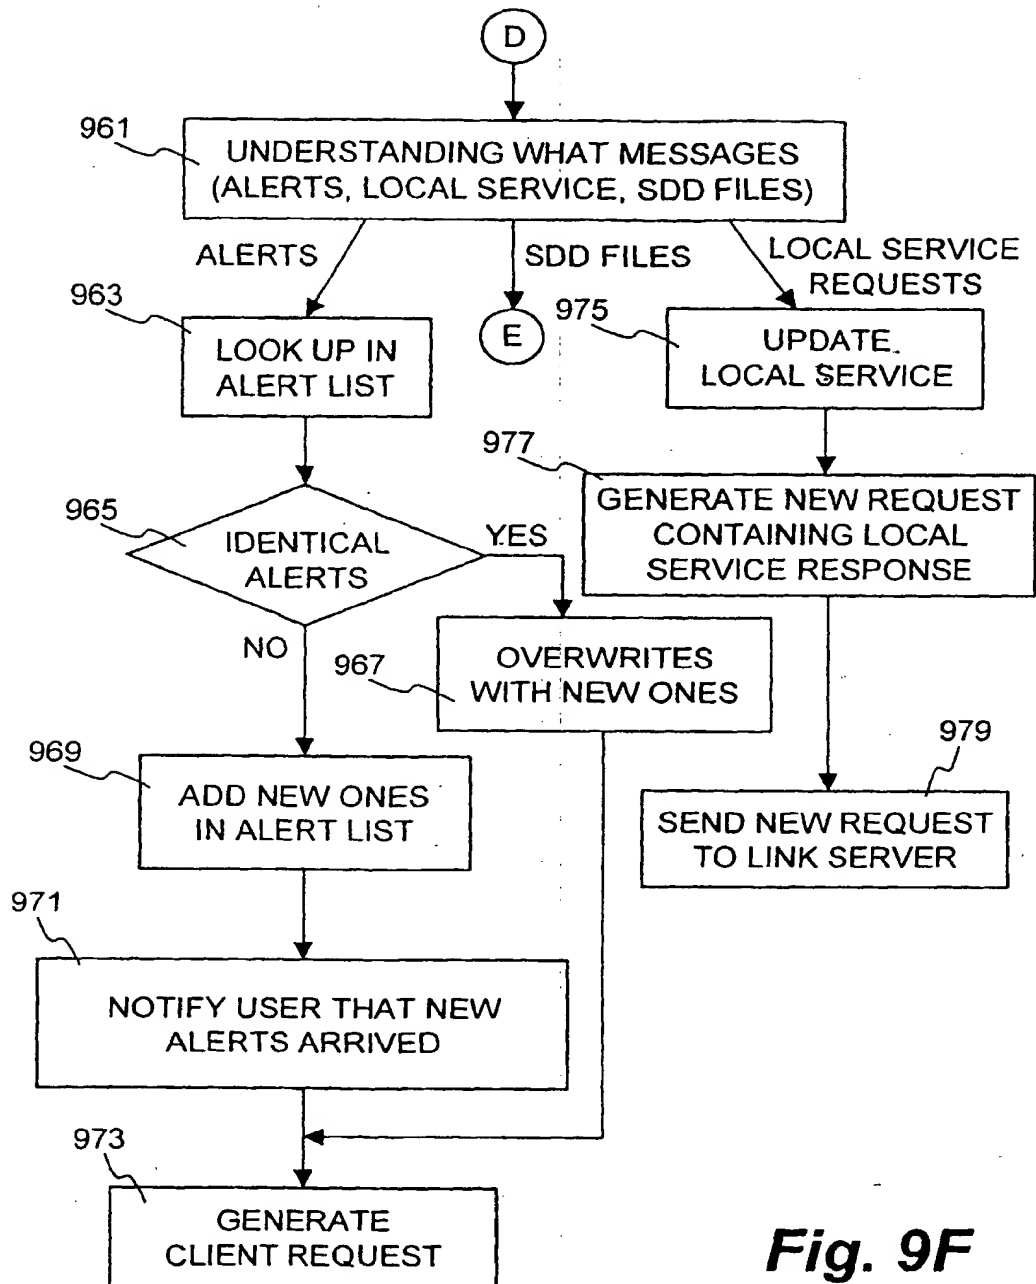 D
961
UNDERSTANDING WHAT MESSAGES
(ALERTS, LOCAL SERVICE, SDD FILES)
ALERTS
SDD FILES
LOCAL SERVICE
REQUESTS
963
LOOK UP IN
ALERT LIST
E
975
UPDATE
LOCAL SERVICE
977
GENERATE NEW REQUEST
CONTAINING LOCAL
SERVICE RESPONSE
965
IDENTICAL
ALERTS
YES
NO
967
OVERWRITES
WITH NEW ONES
969
ADD NEW ONES
IN ALERT LIST
979
SEND NEW REQUEST
TO LINK SERVER
971
NOTIFY USER THAT NEW
ALERTS ARRIVED
973
GENERATE
CLIENT REQUEST
Fig. 9F